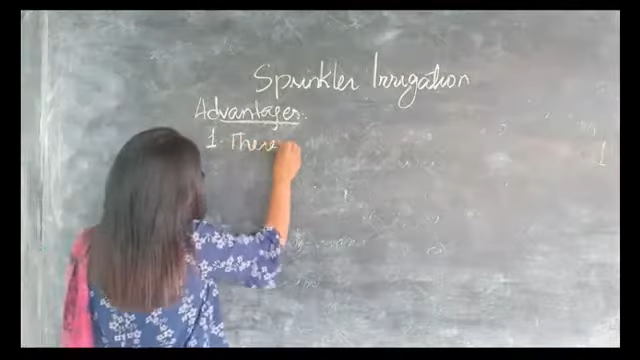 Sprinkler Irrigation
Advantages:
1. There